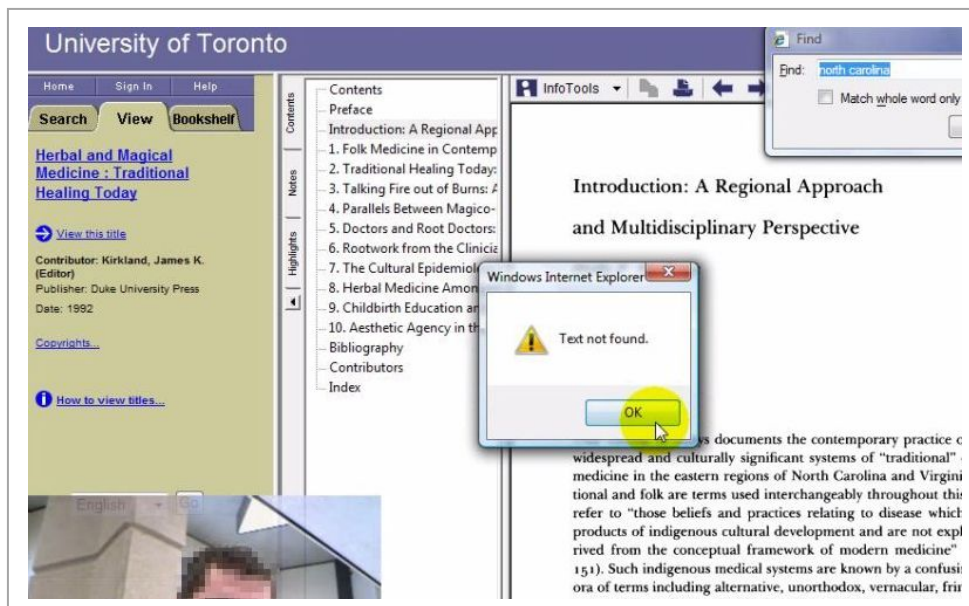 University of Toronto
Find
Find: north carolina
Match whole word only
Home Sign In Help
Search View Bookshelf
Herbal and Magical
Medicine : Traditional
Healing Today
View this title
Contributor: Kirkland, James K.
(Editor)
Publisher: Duke University Press
Date: 1992
Copyrights...
How to view titles...
English Go
Contents
Notes
Highlights
Contents
Preface
Introduction: A Regional App
1. Folk Medicine in Contemp
2. Traditional Healing Today:
3. Talking Fire out of Burns: A
4. Parallels Between Magico-
5. Doctors and Root Doctors:
6. Rootwork from the Clinicia
7. The Cultural Epidemiol
8. Herbal Medicine Amon
9. Childbirth Education an
10. Aesthetic Agency in th
Bibliography
Contributors
Index
InfoTools
Introduction: A Regional Approach
and Multidisciplinary Perspective
Windows Internet Explorer
Text not found.
OK
documents the contemporary practice o
widespread and culturally significant systems of "traditional"
medicine in the eastern regions of North Carolina and Virgini
tional and folk are terms used interchangeably throughout this
refer to "those beliefs and practices relating to disease which
products of indigenous cultural development and are not expl
rived from the conceptual framework of modern medicine"
151). Such indigenous medical systems are known by a confusi
ora of terms including alternative, unorthodox, vernacular, frin